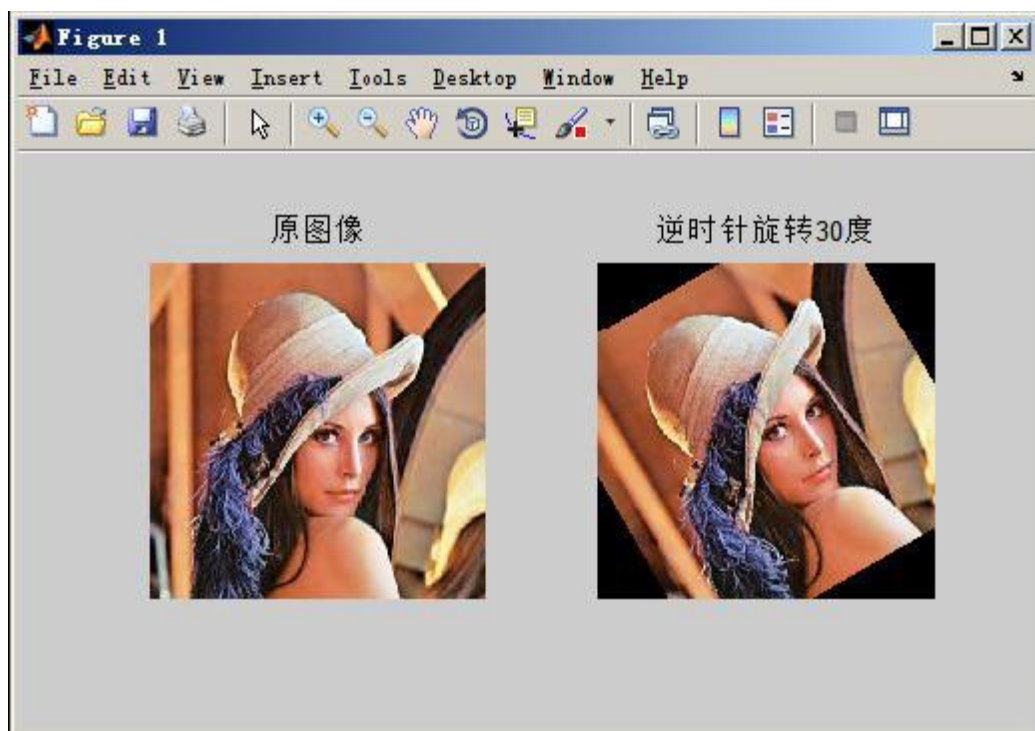 Figure 1
File Edit View Insert Tools Desktop Window Help
原图像
逆时针旋转30度